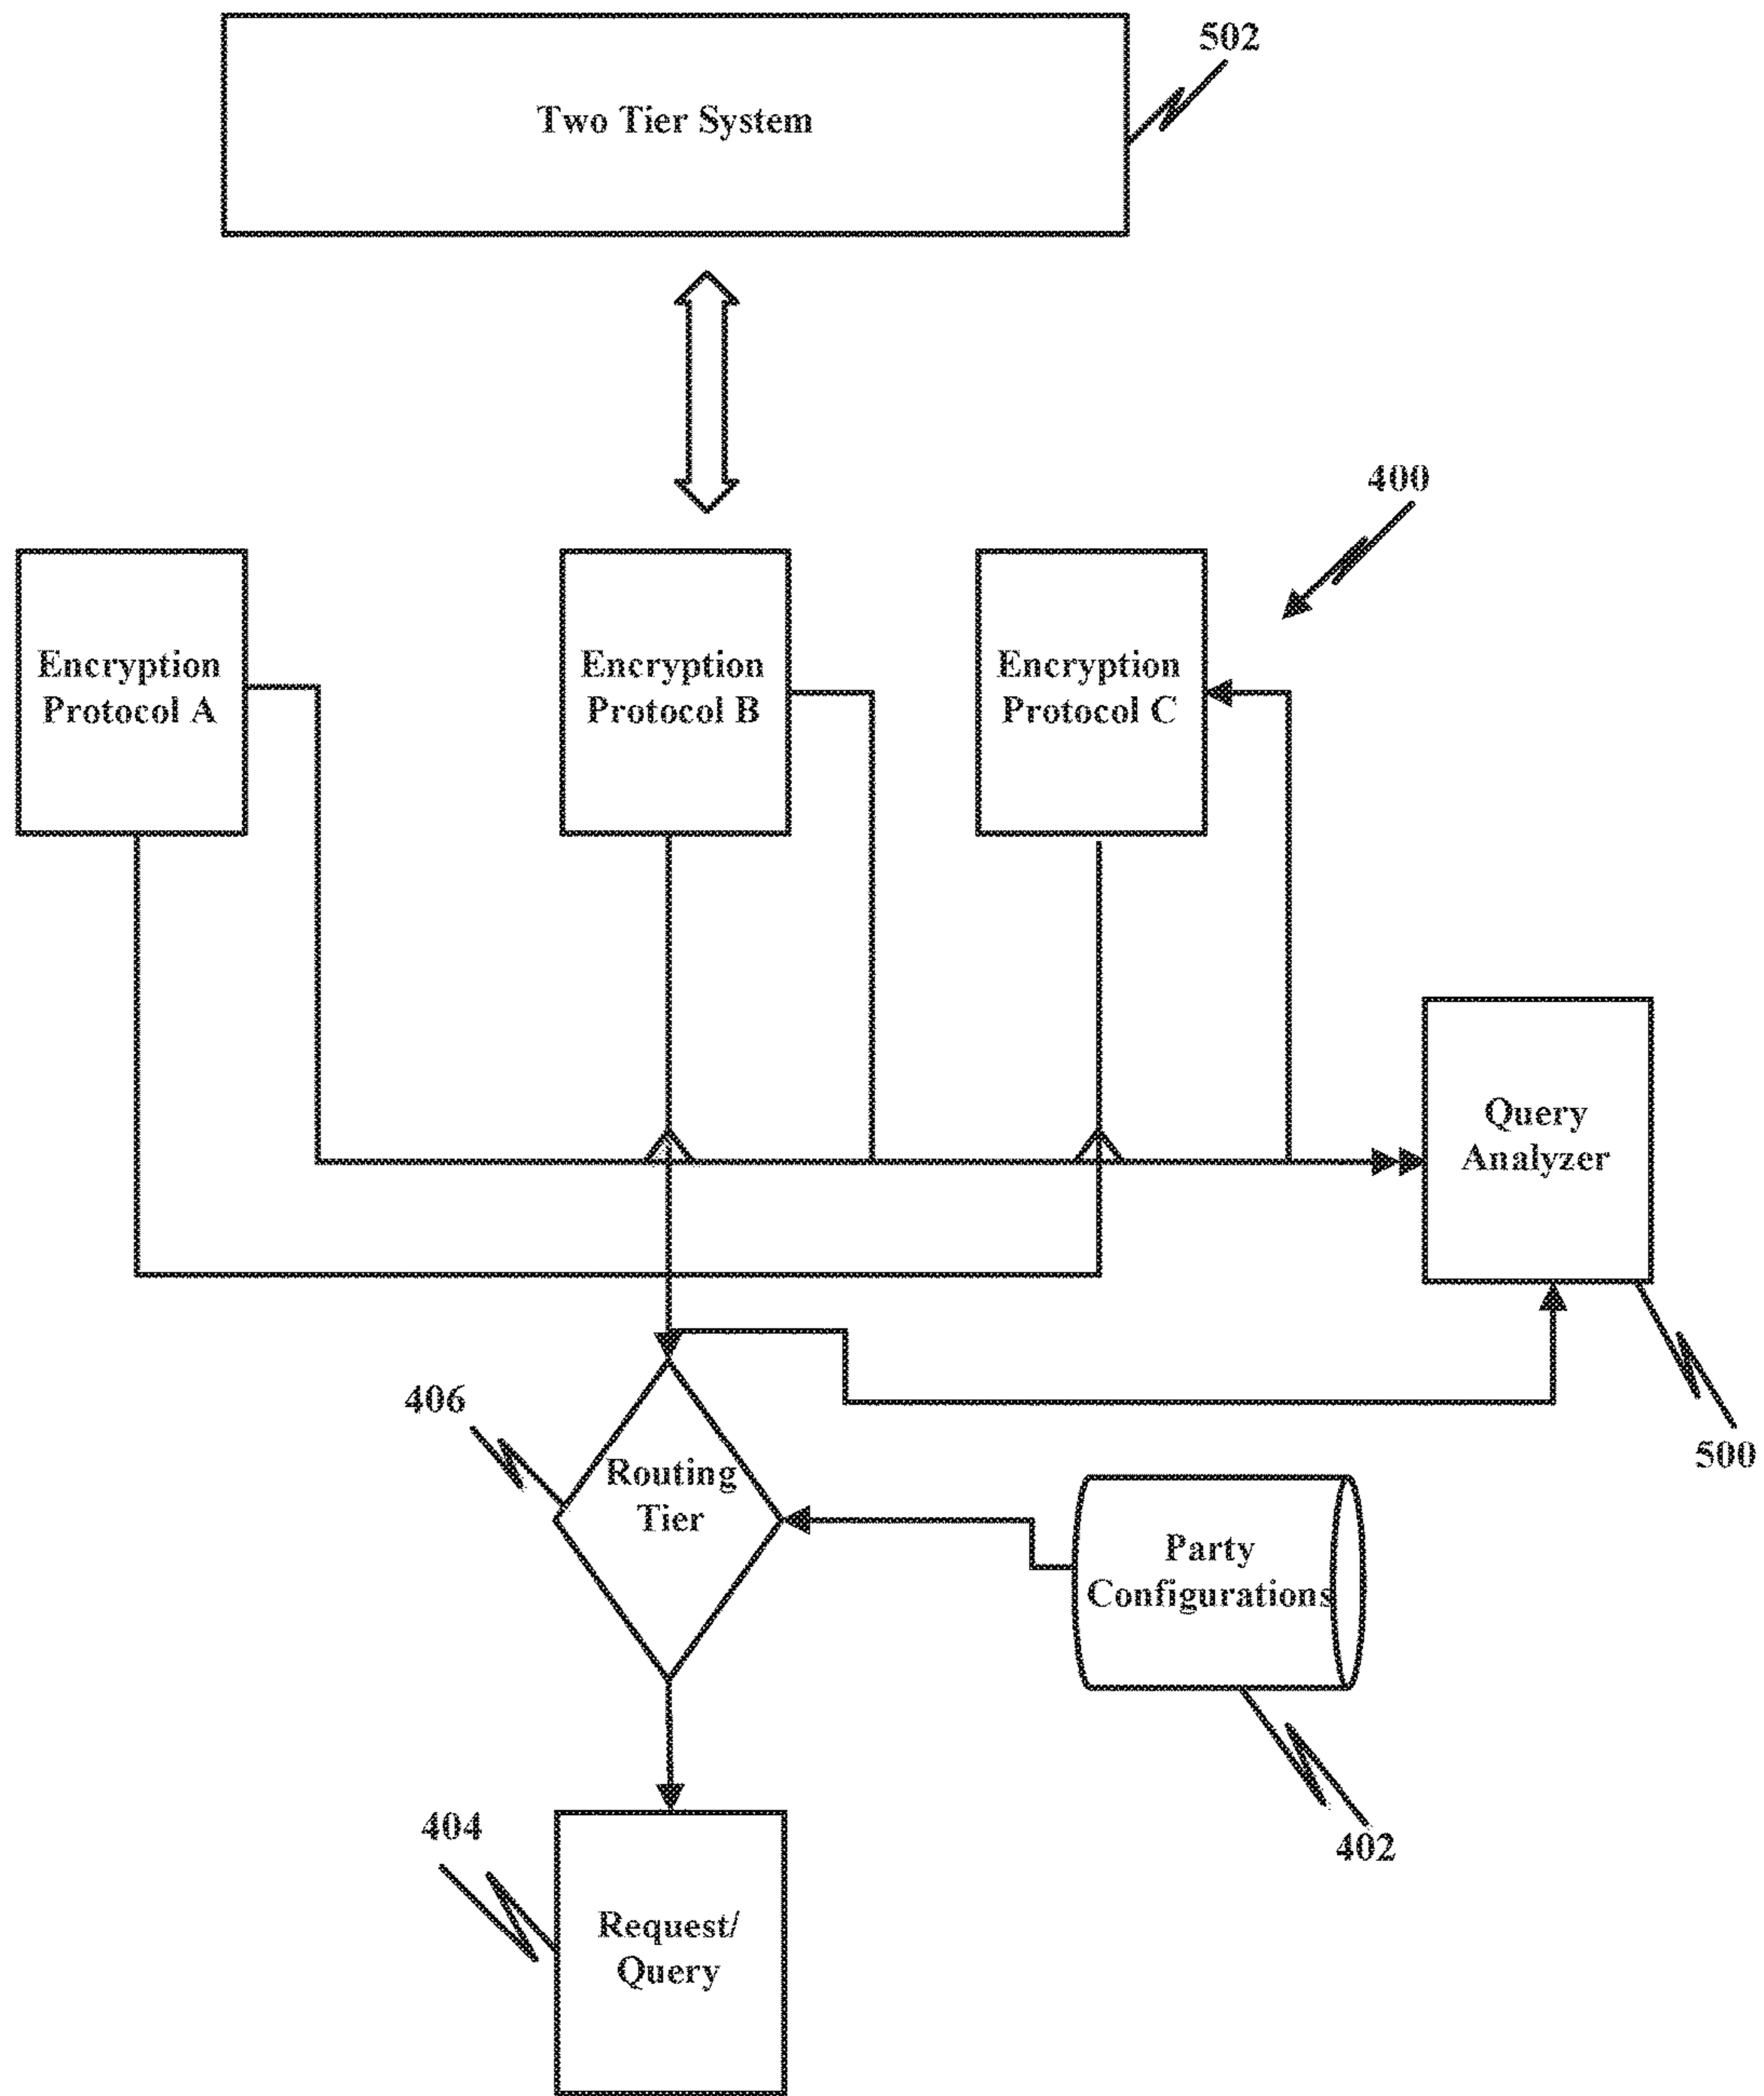 502
Two Tier System
400
Encryption
Protocol A
Encryption
Protocol B
Encryption
Protocol C
Query
Analyzer
500
406
Routing
Tier
Party
Configurations
402
404
Request/
Query